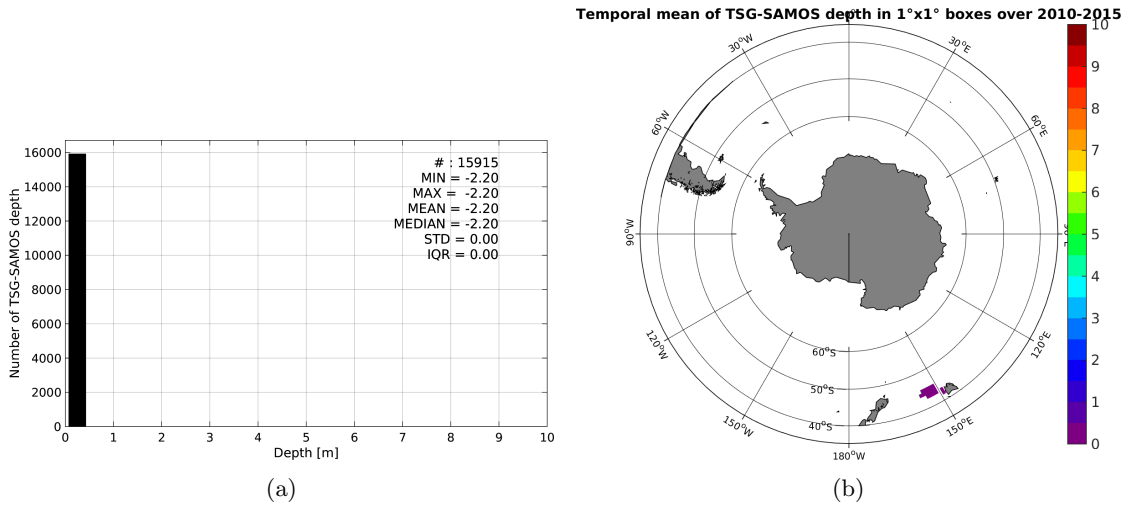 Temporal mean of TSG-SAMOS depth in 1°x1° boxes over 2010-2015
16000
14000
12000
10000
8000
6000
4000
2000
0
Number of TSG-SAMOS depth
# : 15915
MIN = -2.20
MAX = -2.20
MEAN = -2.20
MEDIAN = -2.20
STD = 0.00
IQR = 0.00
0 1 2 3 4 5 6 7 8 9 10
Depth [m]
(a)
30°W
30°E
60°W
60°E
90°W
120°W
120°E
150°W
150°E
180°W
60°S
50°S
40°S
10
9
8
7
6
5
4
3
2
1
0
(b)